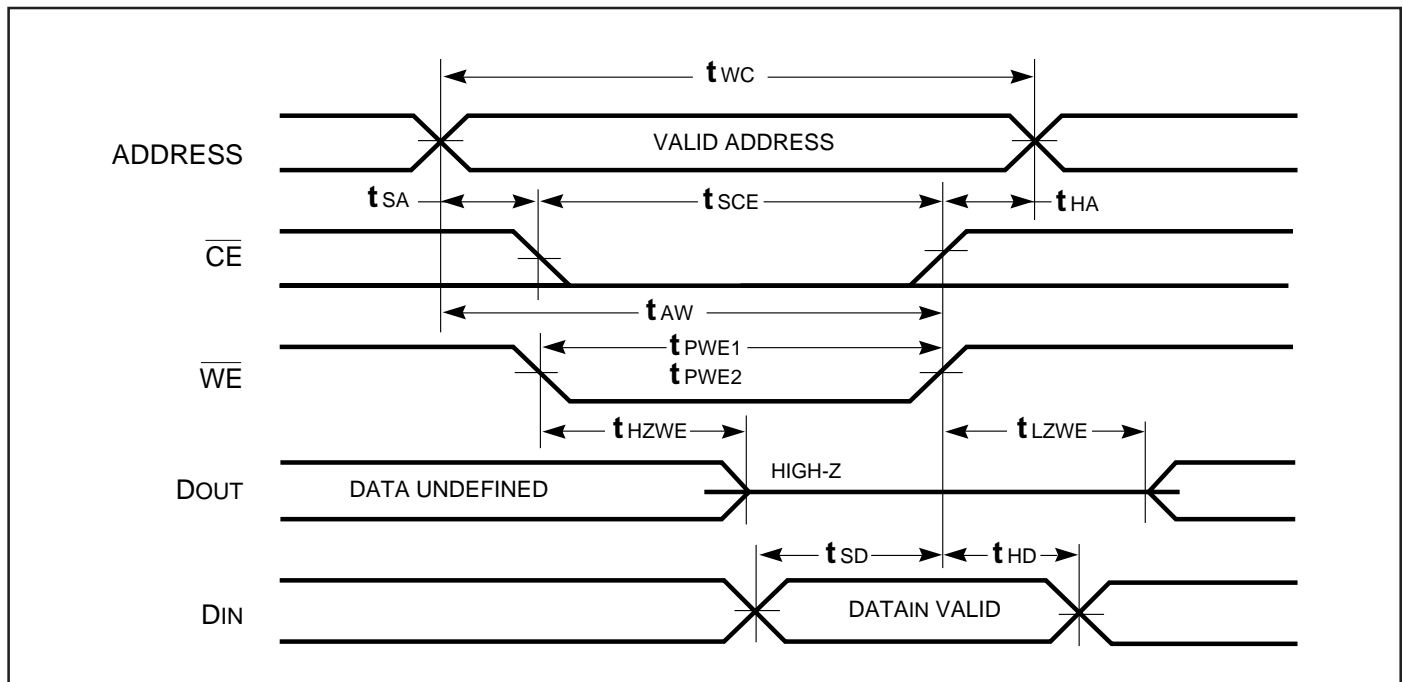 tWC
ADDRESS
VALID ADDRESS
tSA
tSCE
tHA
CE
tAW
tPWE1
tPWE2
WE
tHZWE
tLZWE
HIGH-Z
DOUT
DATA UNDEFINED
tSD
tHD
DIN
DATAIN VALID